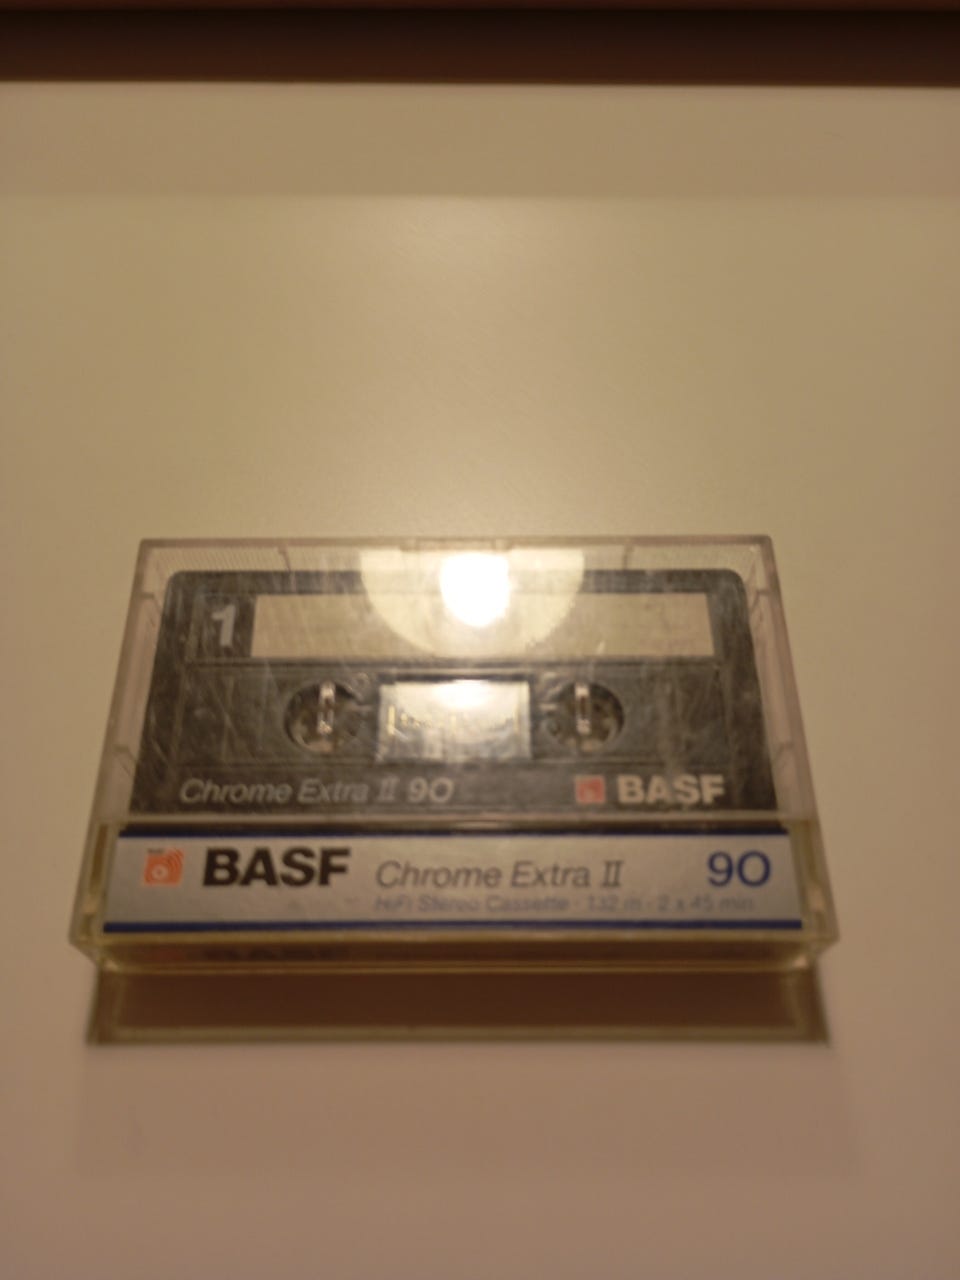 1
Chrome Extra II 90 BASF
BASF Chrome Extra II 90
HiFi Stereo Cassette · 132 m · 2 x 45 min